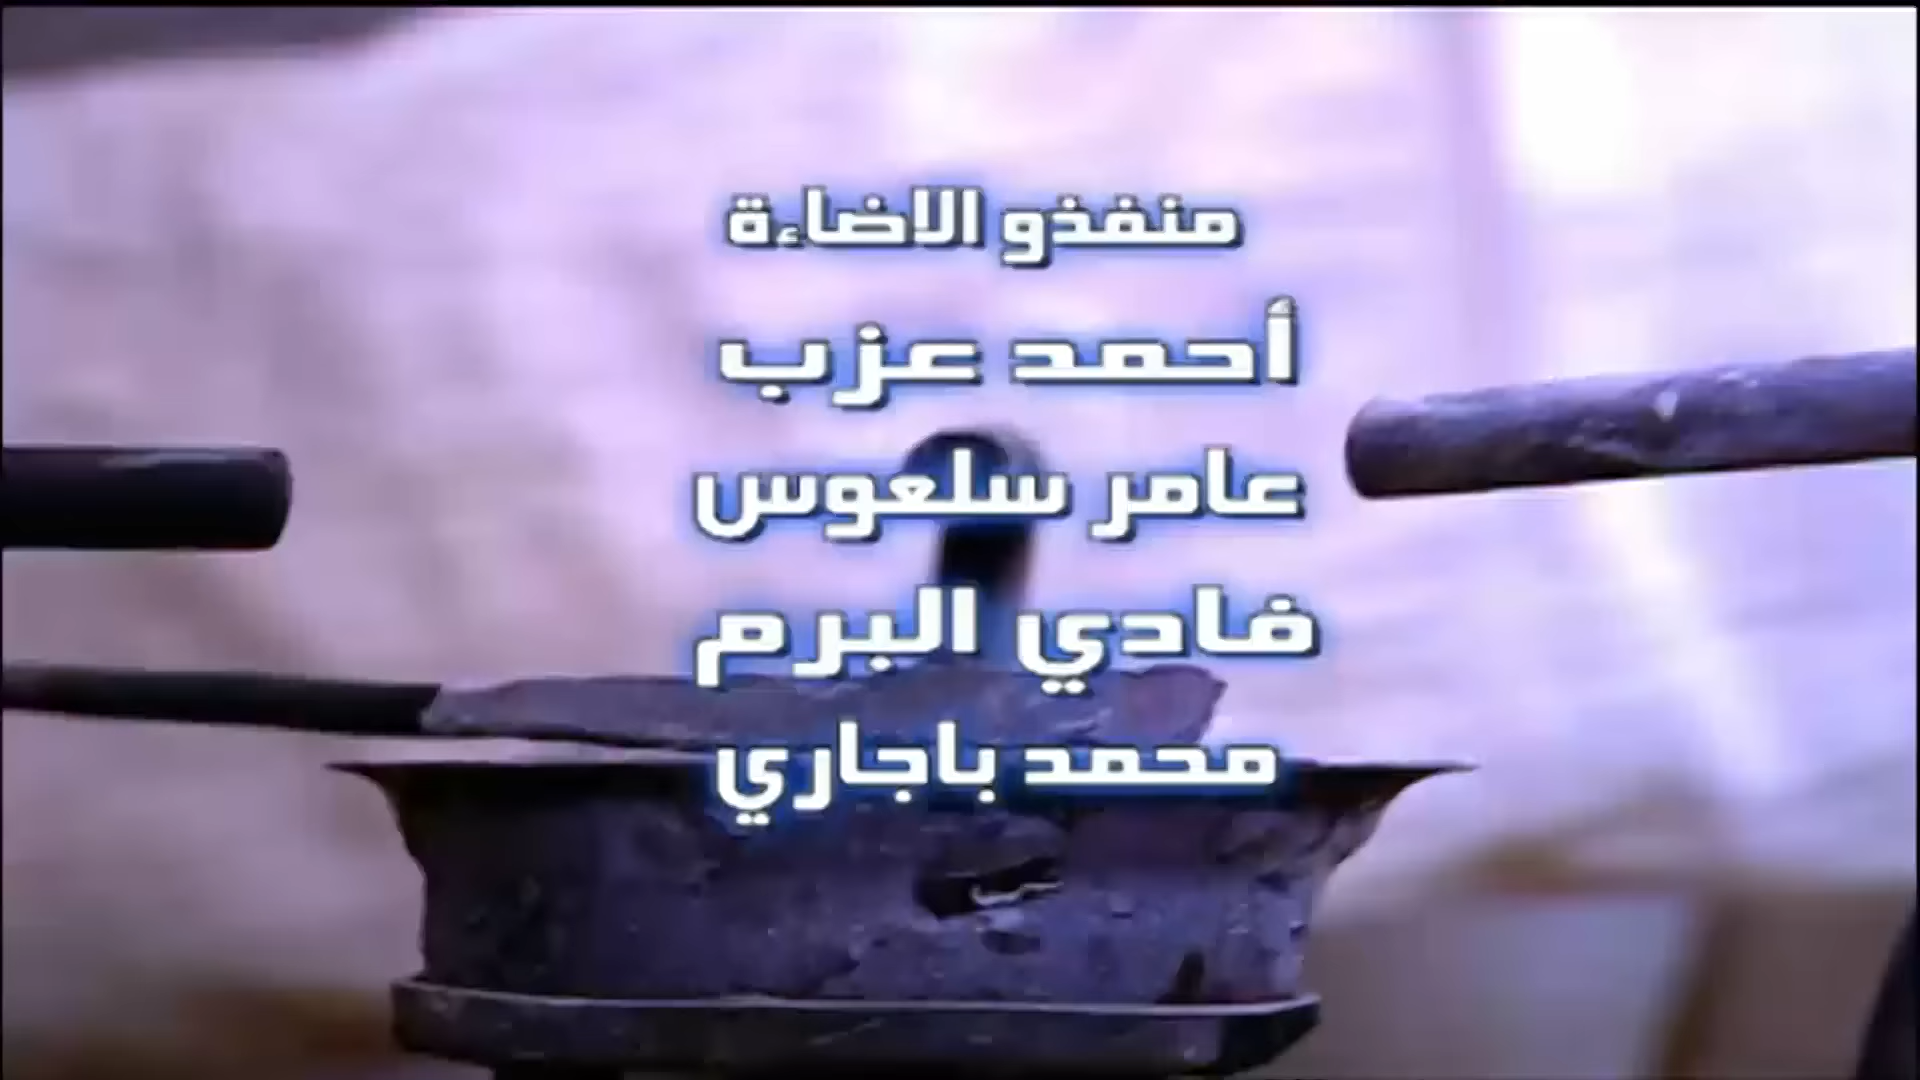 منفذو الاضاءة
أحمد عزب
عامر سلعوس
فادي البرم
محمد باجاري